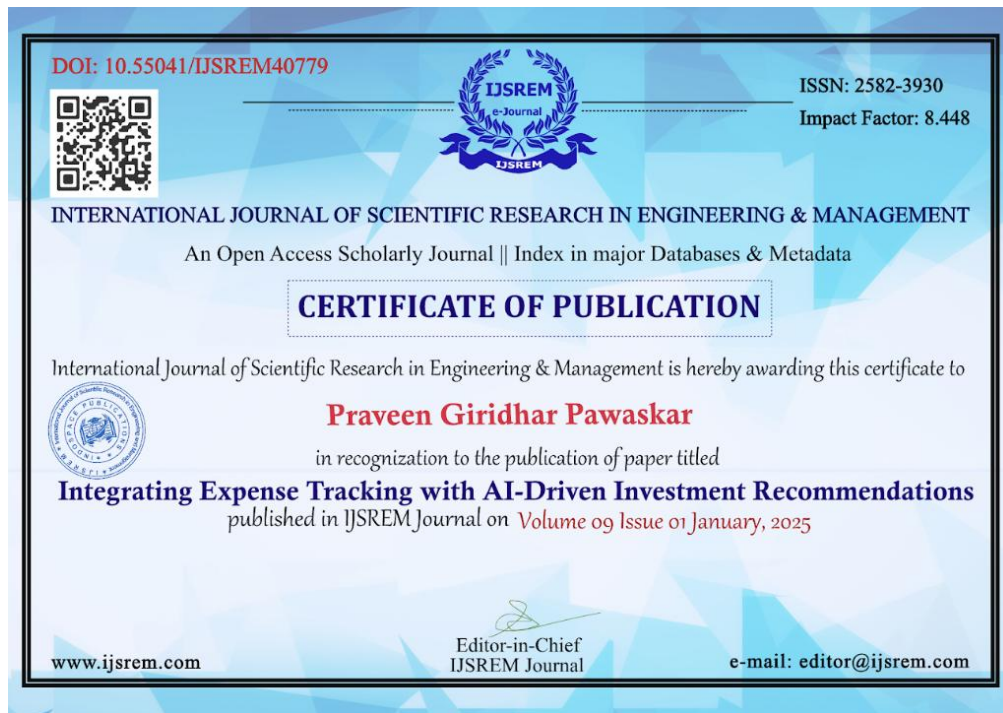 DOI: 10.55041/IJSREM40779
IJSREM
e-Journal
IJSREM
ISSN: 2582-3930
Impact Factor: 8.448
INTERNATIONAL JOURNAL OF SCIENTIFIC RESEARCH IN ENGINEERING & MANAGEMENT
An Open Access Scholarly Journal || Index in major Databases & Metadata
CERTIFICATE OF PUBLICATION
International Journal of Scientific Research in Engineering & Management is hereby awarding this certificate to
Praveen Giridhar Pawaskar
in recognization to the publication of paper titled
Integrating Expense Tracking with AI-Driven Investment Recommendations
published in IJSREM Journal on Volume 09 Issue 01 January, 2025
Editor-in-Chief
IJSREM Journal
www.ijsrem.com
e-mail: editor@ijsrem.com